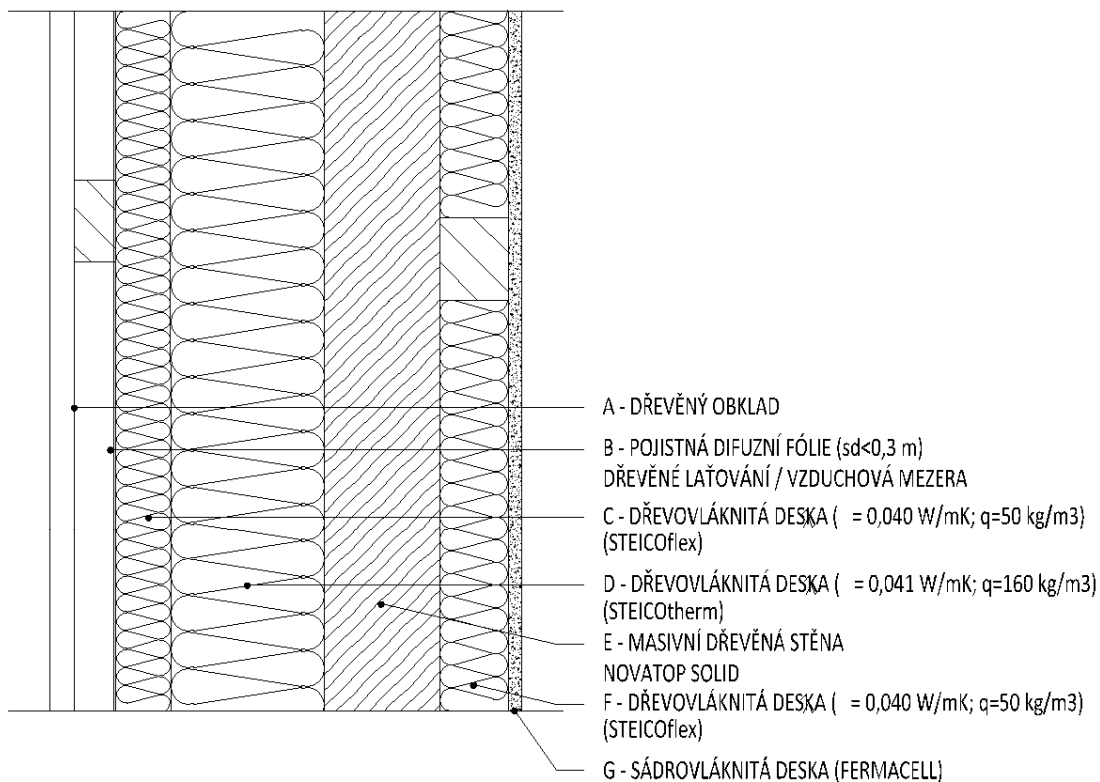 A - DŘEVĚNÝ OBKLAD
B - POJISTNÁ DIFUZNÍ FÓLIE (sd<0,3 m)
DŘEVĚNÉ LAŤOVÁNÍ / VZDUCHOVÁ MEZERA
C - DŘEVOVLÁKNITÁ DESKA ( = 0,040 W/mK; q=50 kg/m3)
(STEICOflex)
D - DŘEVOVLÁKNITÁ DESKA ( = 0,041 W/mK; q=160 kg/m3)
(STEICOtherm)
E - MASIVNÍ DŘEVĚNÁ STĚNA
NOVATOP SOLID
F - DŘEVOVLÁKNITÁ DESKA ( = 0,040 W/mK; q=50 kg/m3)
(STEICOflex)
G - SÁDROVLÁKNITÁ DESKA (FERMACELL)